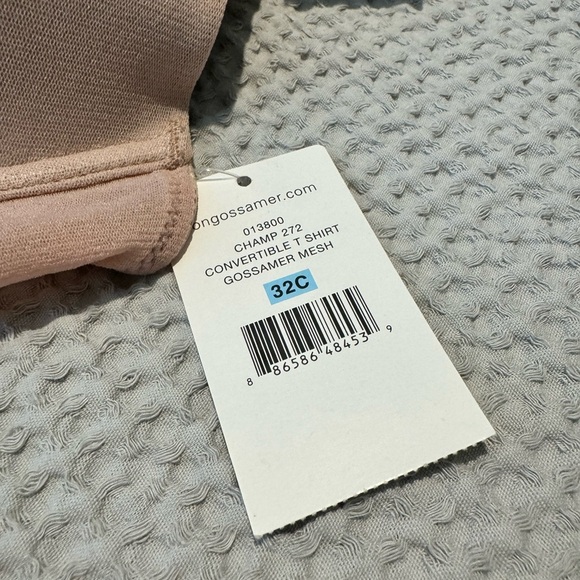 ongossamer.com
013800
CHAMP 272
CONVERTIBLE T SHIRT
GOSSAMER MESH
32C
8 86586 48453 9